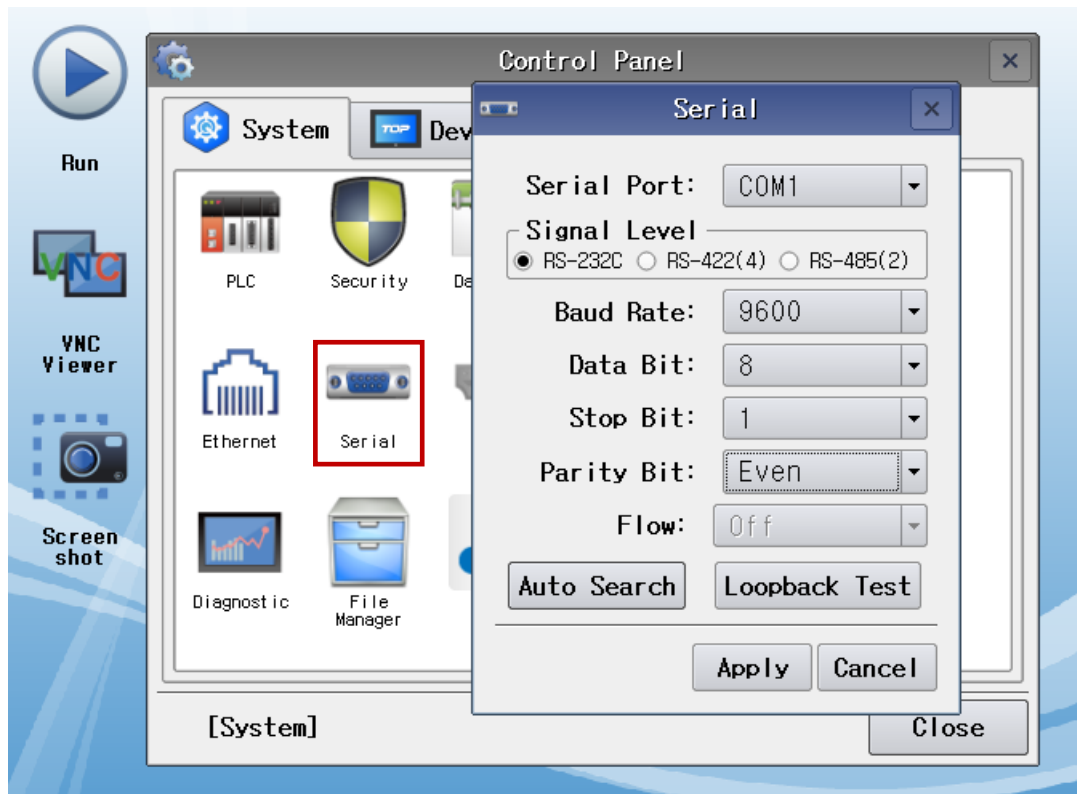 Run
VNC
VNC
Viewer
Screen
shot
Control Panel
System
TOP
Dev
PLC
Security
Da
Ethernet
Serial
Diagnostic
File
Manager
[System]
Close
Serial
Serial Port: COM1
Signal Level
RS-232C RS-422(4) RS-485(2)
Baud Rate: 9600
Data Bit: 8
Stop Bit: 1
Parity Bit: Even
Flow: Off
Auto Search Loopback Test
Apply Cancel